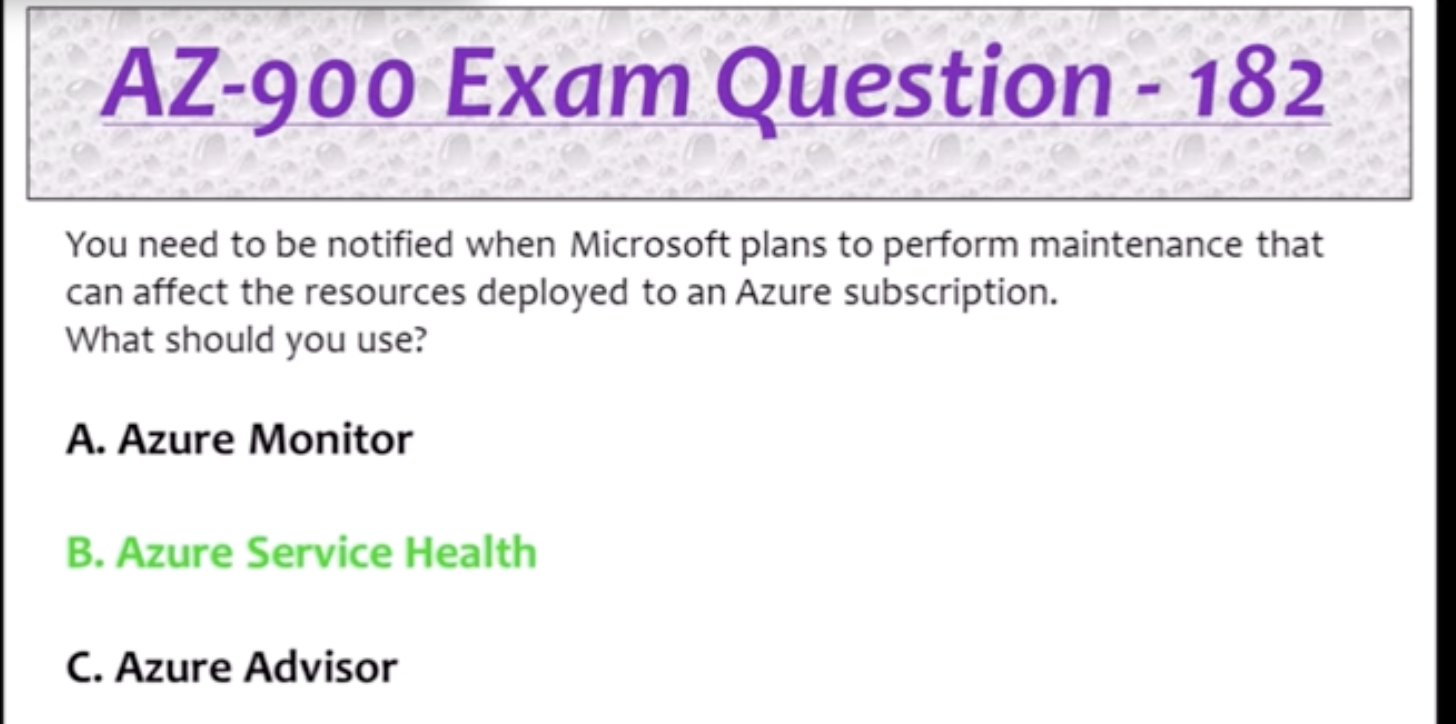 AZ-900 Exam Question - 182
You need to be notified when Microsoft plans to perform maintenance that
can affect the resources deployed to an Azure subscription.
What should you use?
A. Azure Monitor
B. Azure Service Health
C. Azure Advisor